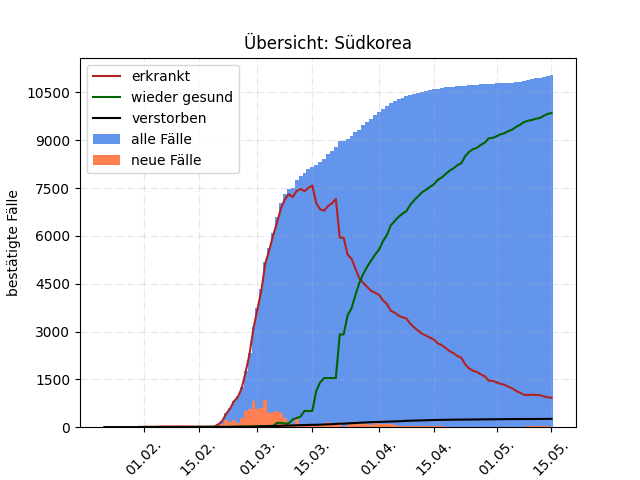 Übersicht: Südkorea
erkrankt
wieder gesund
verstorben
alle Fälle
neue Fälle
bestätigte Fälle
10500
9000
7500
6000
4500
3000
1500
0
01.02.
15.02.
01.03.
15.03.
01.04.
15.04.
01.05.
15.05.